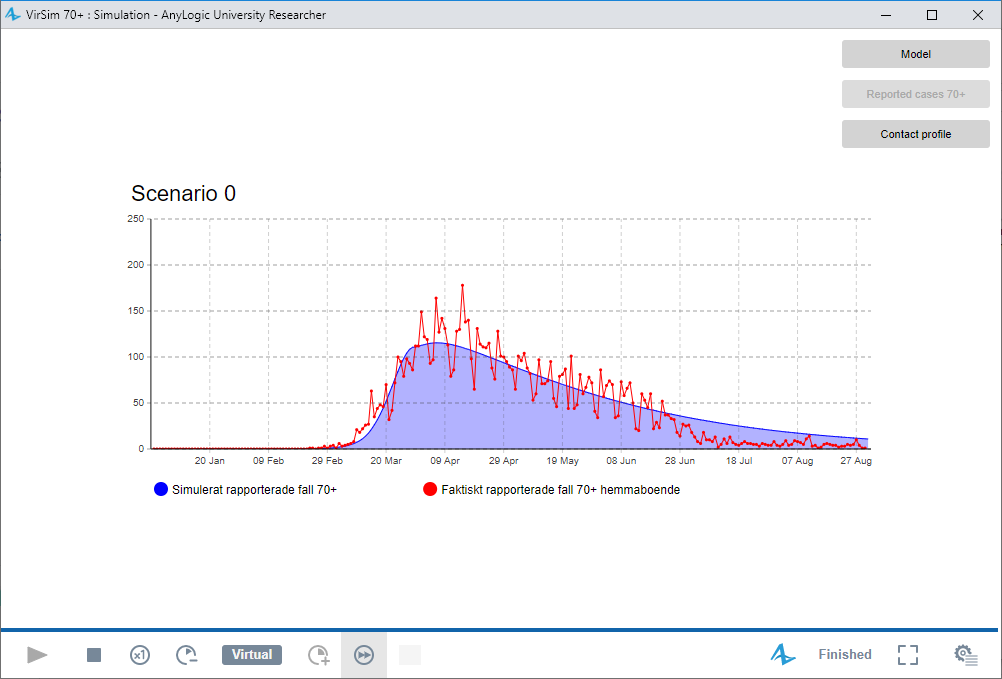 VirSim 70+ : Simulation - AnyLogic University Researcher
Model
Reported cases 70+
Contact profile
Scenario 0
250
200
150
100
50
0
20 Jan 09 Feb 29 Feb 20 Mar 09 Apr 29 Apr 19 May 08 Jun 28 Jun 18 Jul 07 Aug 27 Aug
Simulerat rapporterade fall 70+ Faktiskt rapporterade fall 70+ hemmaboende
x1 Virtual Finished